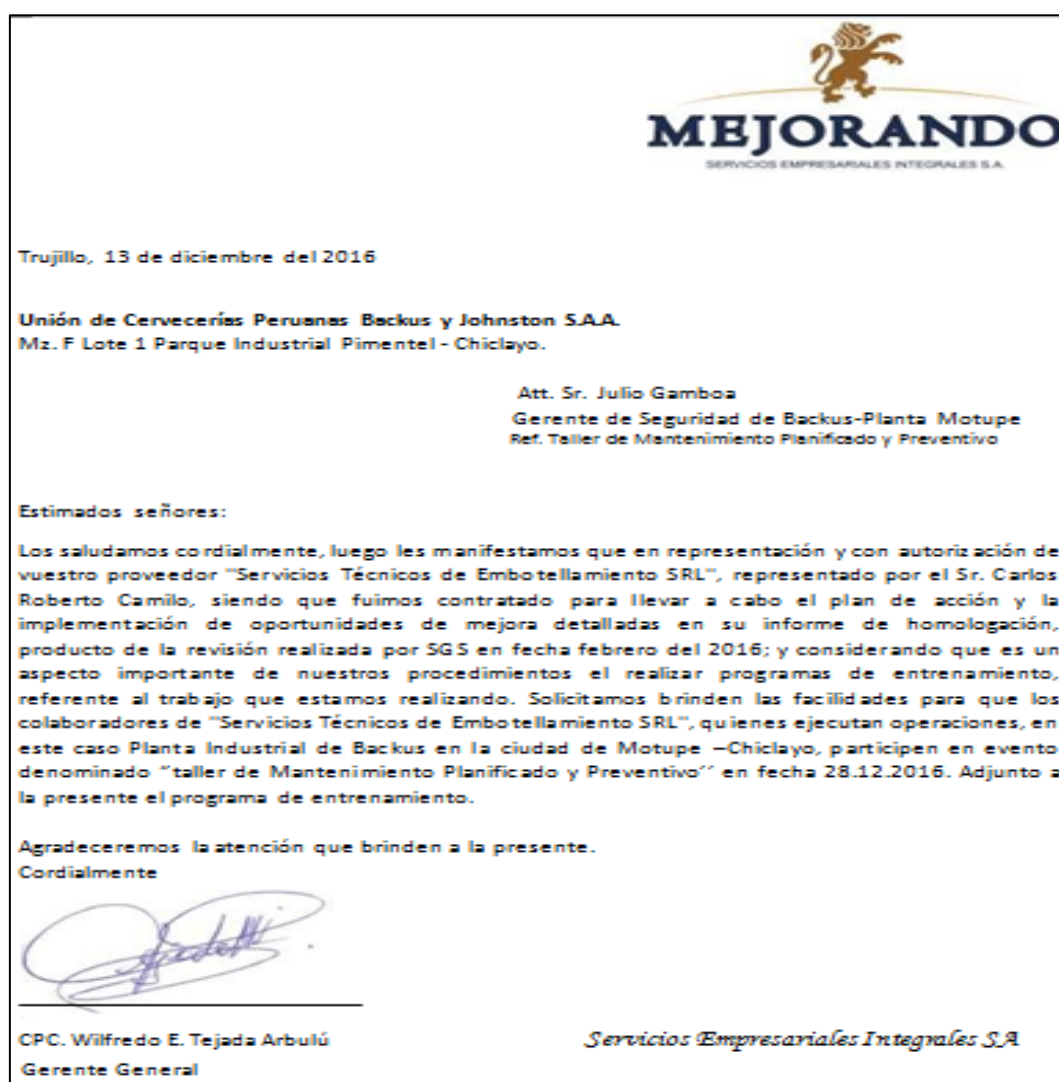 MEJORANDO
SERVICIOS EMPRESARIALES INTEGRALES S.A.
Trujillo, 13 de diciembre del 2016
Unión de Cervecerías Peruanas Backus y Johnston S.A.A.
Mz. F Lote 1 Parque Industrial Pimentel - Chiclayo.
Att. Sr. Julio Gamboa
Gerente de Seguridad de Backus-Planta Motupe
Ref. Taller de Mantenimiento Planificado y Preventivo
Estimados señores:
Los saludamos cordialmente, luego les manifestamos que en representación y con autorización de
vuestro proveedor "Servicios Técnicos de Embotellamiento SRL", representado por el Sr. Carlos
Roberto Camilo, siendo que fuimos contratado para llevar a cabo el plan de acción y la
implementación de oportunidades de mejora detalladas en su informe de homologación,
producto de la revisión realizada por SGS en fecha febrero del 2016; y considerando que es un
aspecto importante de nuestros procedimientos el realizar programas de entrenamiento,
referente al trabajo que estamos realizando. Solicitamos brinden las facilidades para que los
colaboradores de "Servicios Técnicos de Embotellamiento SRL", quienes ejecutan operaciones, en
este caso Planta Industrial de Backus en la ciudad de Motupe –Chiclayo, participen en evento
denominado ˝taller de Mantenimiento Planificado y Preventivo´´ en fecha 28.12.2016. Adjunto a
la presente el programa de entrenamiento.
Agradeceremos la atención que brinden a la presente.
Cordialmente
CPC. Wilfredo E. Tejada Arbulú
Servicios Empresariales Integrales S.A
Gerente General